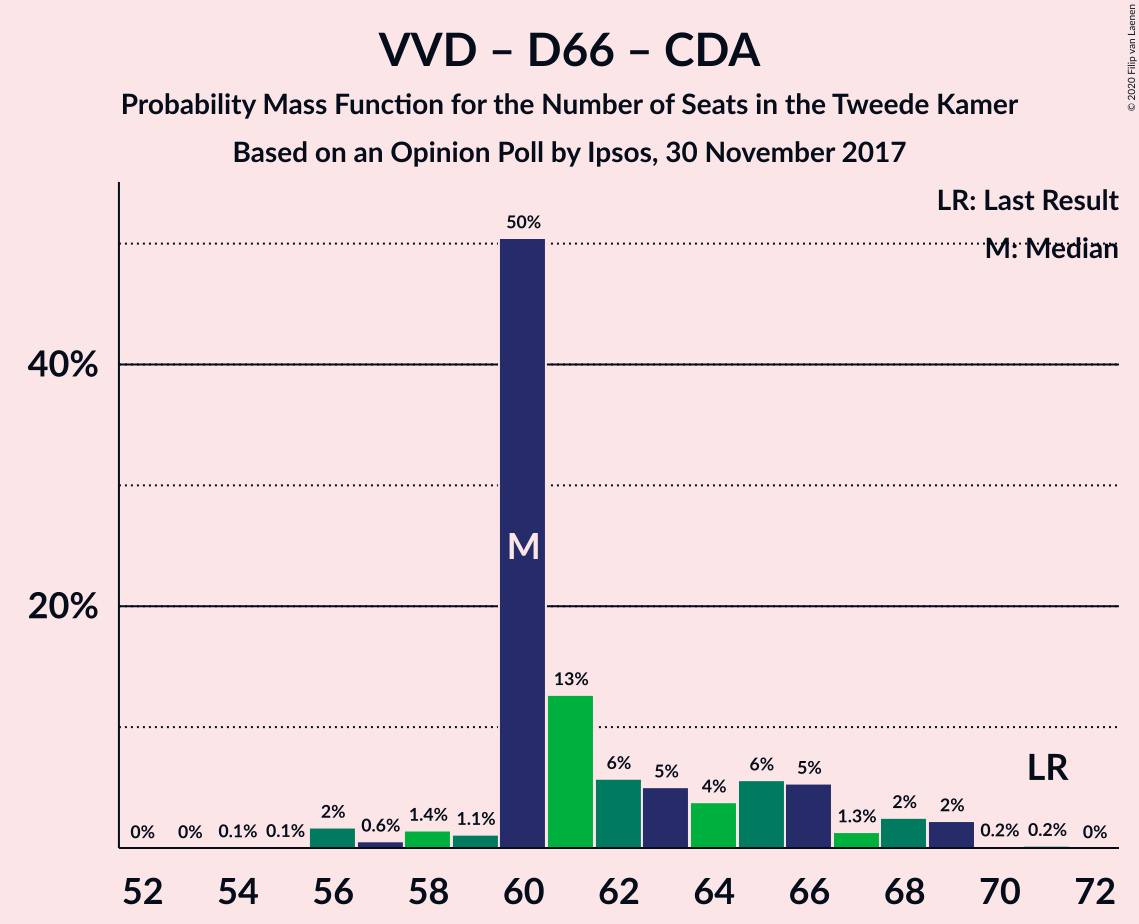 VVD – D66 – CDA
Probability Mass Function for the Number of Seats in the Tweede Kamer
Based on an Opinion Poll by Ipsos, 30 November 2017
© 2020 Filip van Laenen
LR: Last Result
M: Median
40%
20%
0%
0%
0.1%
0.1%
2%
0.6%
1.4%
1.1%
50%
13%
6%
5%
4%
6%
5%
1.3%
2%
2%
0.2%
0.2%
0%
M
LR
52 54 56 58 60 62 64 66 68 70 72